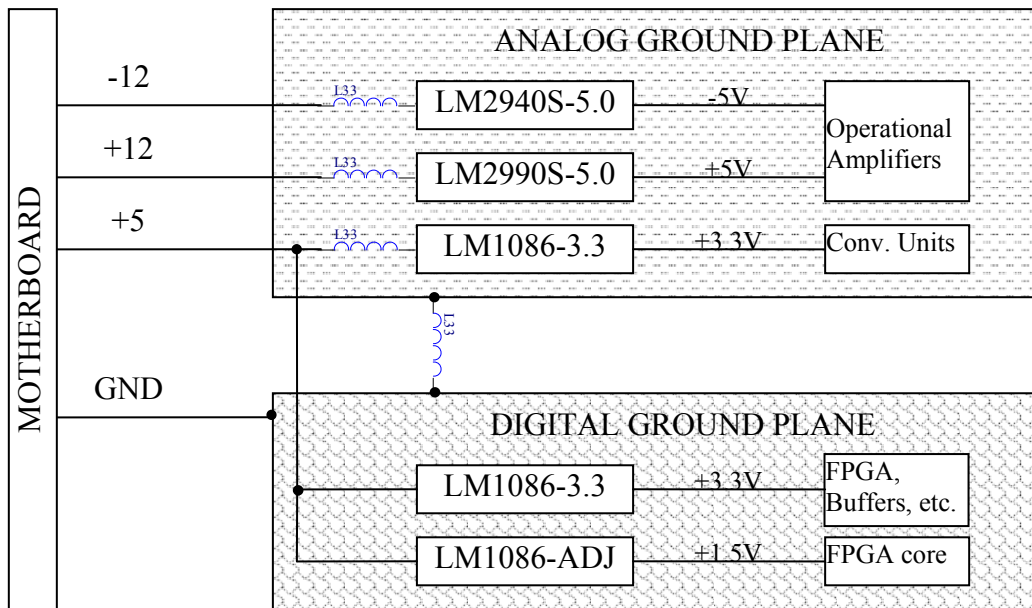 ANALOG GROUND PLANE
-12
L33
LM2940S-5.0
-5V
Operational
Amplifiers
+12
L33
LM2990S-5.0
+5V
+5
L33
LM1086-3.3
+3.3V
Conv. Units
MOTHERBOARD
L33
GND
DIGITAL GROUND PLANE
LM1086-3.3
+3.3V
FPGA,
Buffers, etc.
LM1086-ADJ
+1.5V
FPGA core